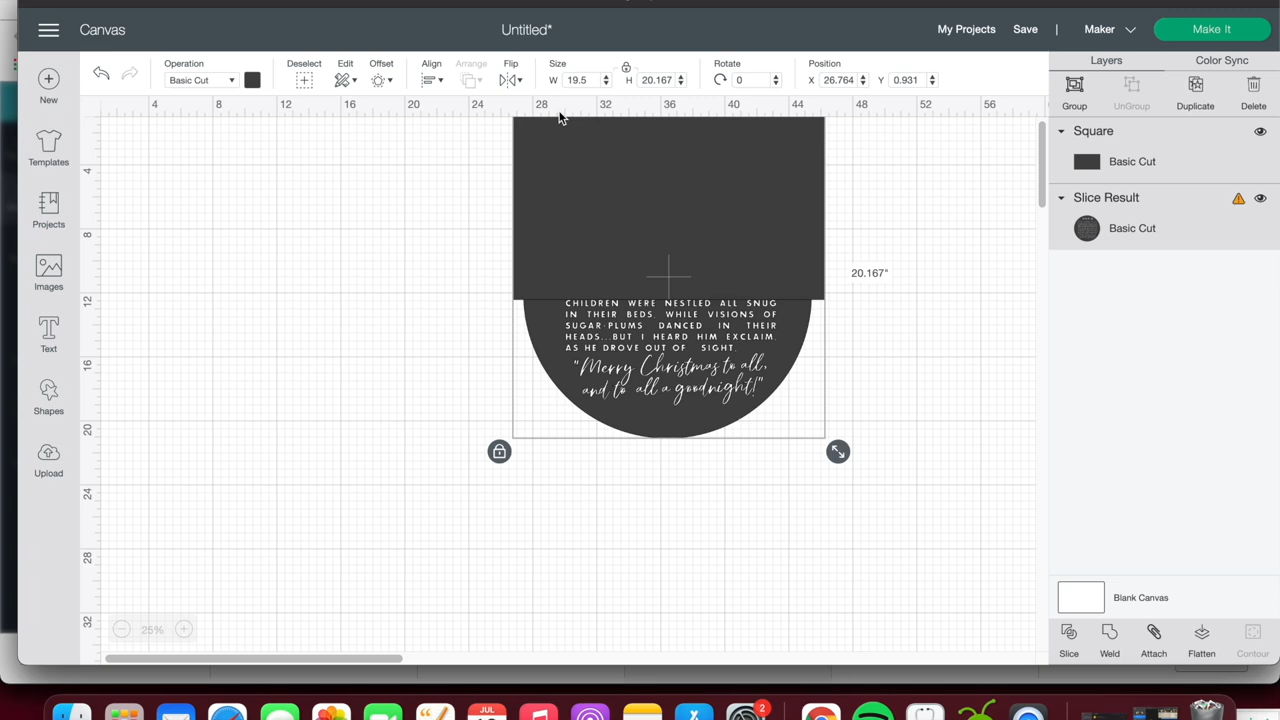 Canvas
Untitled*
My Projects
Save
|
Maker
Make It
Operation
Basic Cut
Deselect
Edit
Offset
Align
Arrange
Flip
Size
W 19.5
H 20.167
Rotate
0
Position
X 26.764
Y 0.931
Layers
Color Sync
Group
UnGroup
Duplicate
Delete
New
Templates
Projects
Images
Text
Shapes
Upload
4 8 12 16 20 24 28 32 36 40 44 48 52 56
4
8
12
16
20
24
28
32
Square
Basic Cut
Slice Result
Basic Cut
20.167"
CHILDREN WERE NESTLED ALL SNUG
IN THEIR BEDS, WHILE VISIONS OF
SUGAR-PLUMS DANCED IN THEIR
HEADS...BUT I HEARD HIM EXCLAIM,
AS HE DROVE OUT OF SIGHT,
"Merry Christmas to all,
and to all a goodnight!"
25%
Blank Canvas
Slice
Weld
Attach
Flatten
Contour
JUL
2